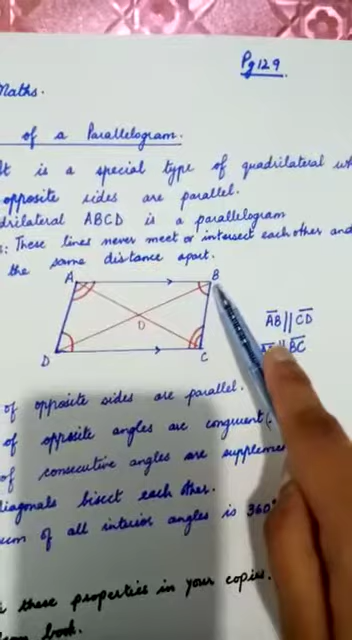 Pg 129
Maths.
of a Parallelogram.
It is a special type of quadrilateral
opposite sides are parallel.
ABCD is a parallelogram
These lines never meet or intersect each other and
the same distance apart.
A B
AB || CD
O
BC
D C
of opposite sides are parallel.
of opposite angles are congruent.
of consecutive angles are
diagonals bisect each other.
of all interior angles is 360°
these properties in your copies.
book.